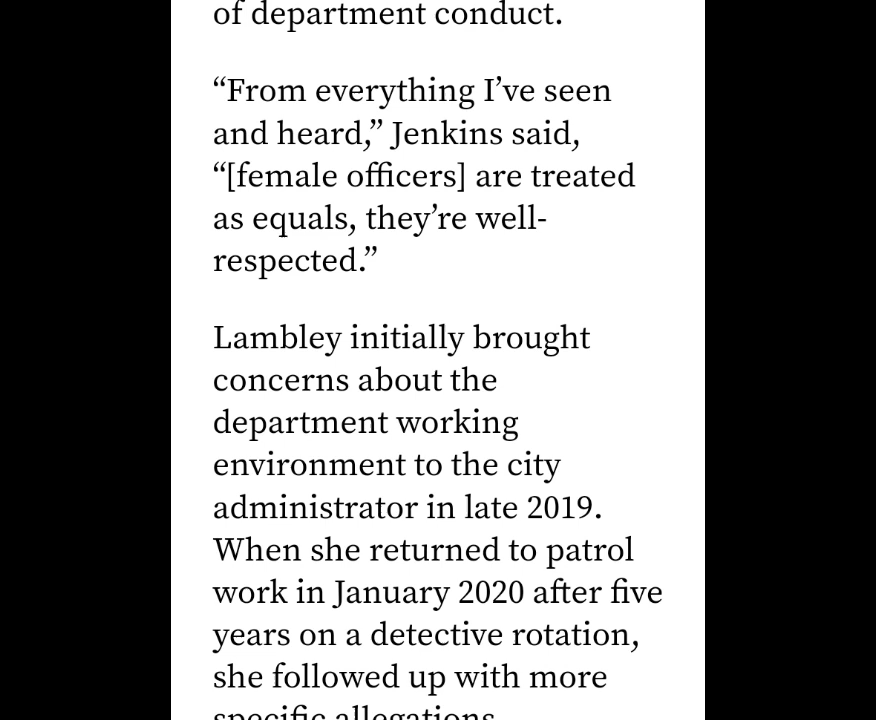 of department conduct.
“From everything I’ve seen
and heard,” Jenkins said,
“[female officers] are treated
as equals, they’re well-
respected.”
Lambley initially brought
concerns about the
department working
environment to the city
administrator in late 2019.
When she returned to patrol
work in January 2020 after five
years on a detective rotation,
she followed up with more
specific allegations